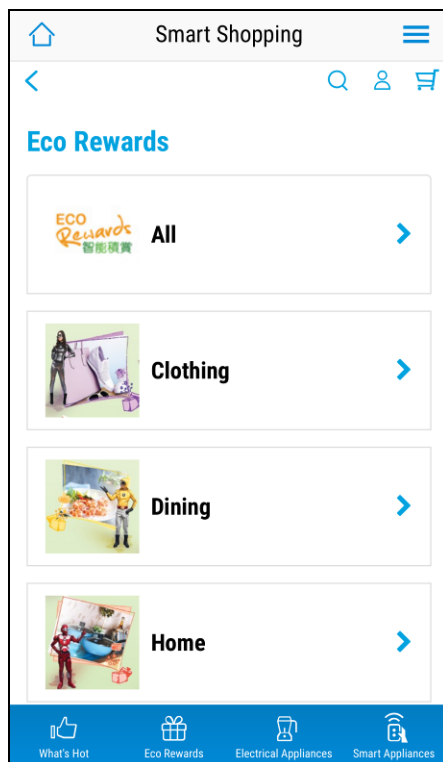 Smart Shopping
Eco Rewards
ECO
Rewards
智能積賞
All
Clothing
Dining
Home
What's Hot
Eco Rewards
Electrical Appliances
Smart Appliances